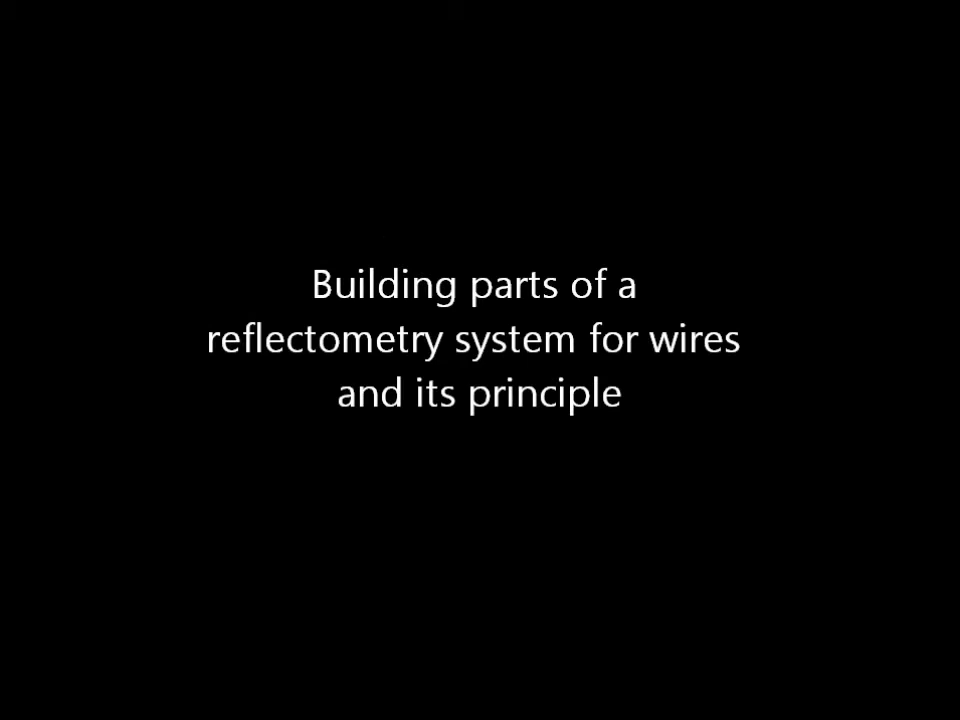 Building parts of a
reflectometry system for wires
and its principle